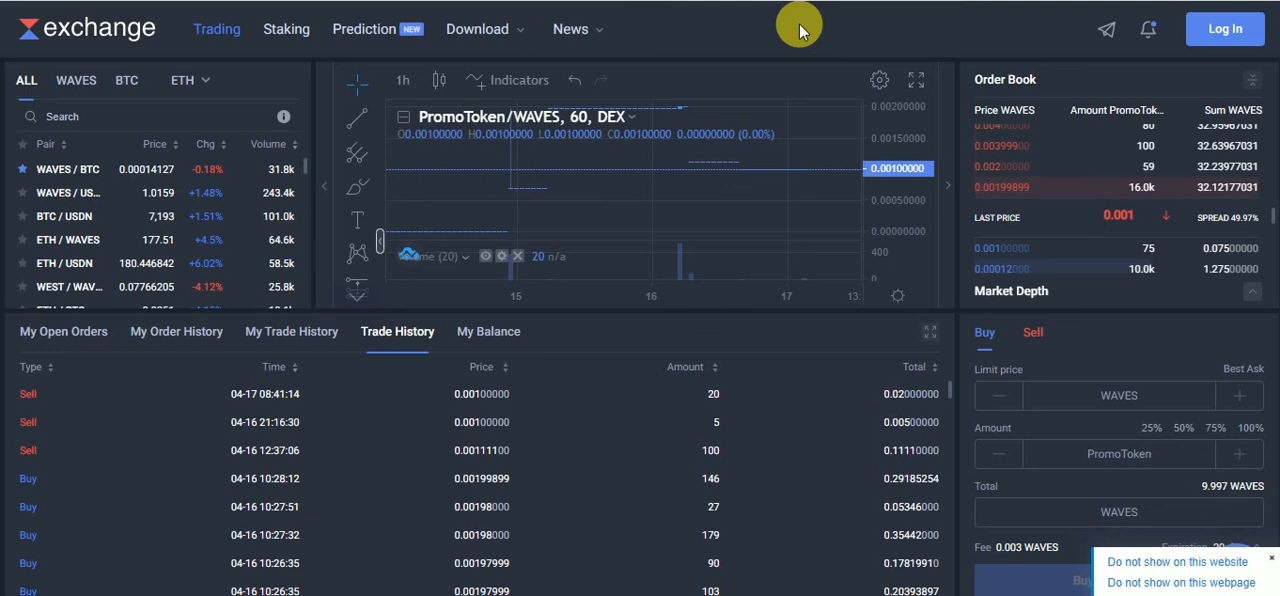 exchange Trading Staking Prediction NEW Download News Log In
ALL WAVES BTC ETH
Search
Pair Price Chg Volume
WAVES / BTC 0.00014127 -0.18% 31.8k
WAVES / US... 1.0159 +1.48% 243.4k
BTC / USDN 7,193 +1.51% 101.0k
ETH / WAVES 177.51 +4.5% 64.6k
ETH / USDN 180.446842 +6.02% 58.5k
WEST / WAV... 0.07766205 -4.12% 25.8k
1h Indicators
PromoToken/WAVES, 60, DEX
O0.00100000 H0.00100000 L0.00100000 C0.00100000 0.00000000 (0.00%)
0.00200000
0.00150000
0.00100000
0.00050000
0.00000000
400
0
(20) 20 n/a
15 16 17 13:
Order Book
Price WAVES Amount PromoTok... Sum WAVES
80
0.00399900 100 32.63967031
0.00200000 59 32.23977031
0.00199899 16.0k 32.12177031
LAST PRICE 0.001 SPREAD 49.97%
0.00100000 75 0.07500000
0.00012000 10.0k 1.27500000
Market Depth
My Open Orders My Order History My Trade History Trade History My Balance
Type Time Price Amount Total
Sell 04-17 08:41:14 0.00100000 20 0.02000000
Sell 04-16 21:16:30 0.00100000 5 0.00500000
Sell 04-16 12:37:06 0.00111100 100 0.11110000
Buy 04-16 10:28:12 0.00199899 146 0.29185254
Buy 04-16 10:27:51 0.00198000 27 0.05346000
Buy 04-16 10:27:32 0.00198000 179 0.35442000
Buy 04-16 10:26:35 0.00197999 90 0.17819910
Buy 04-16 10:26:35 0.00197999 103 0.20393897
Buy Sell
Limit price Best Ask
WAVES
Amount 25% 50% 75% 100%
PromoToken
Total 9.997 WAVES
WAVES
Fee 0.003 WAVES
Do not show on this website
Do not show on this webpage